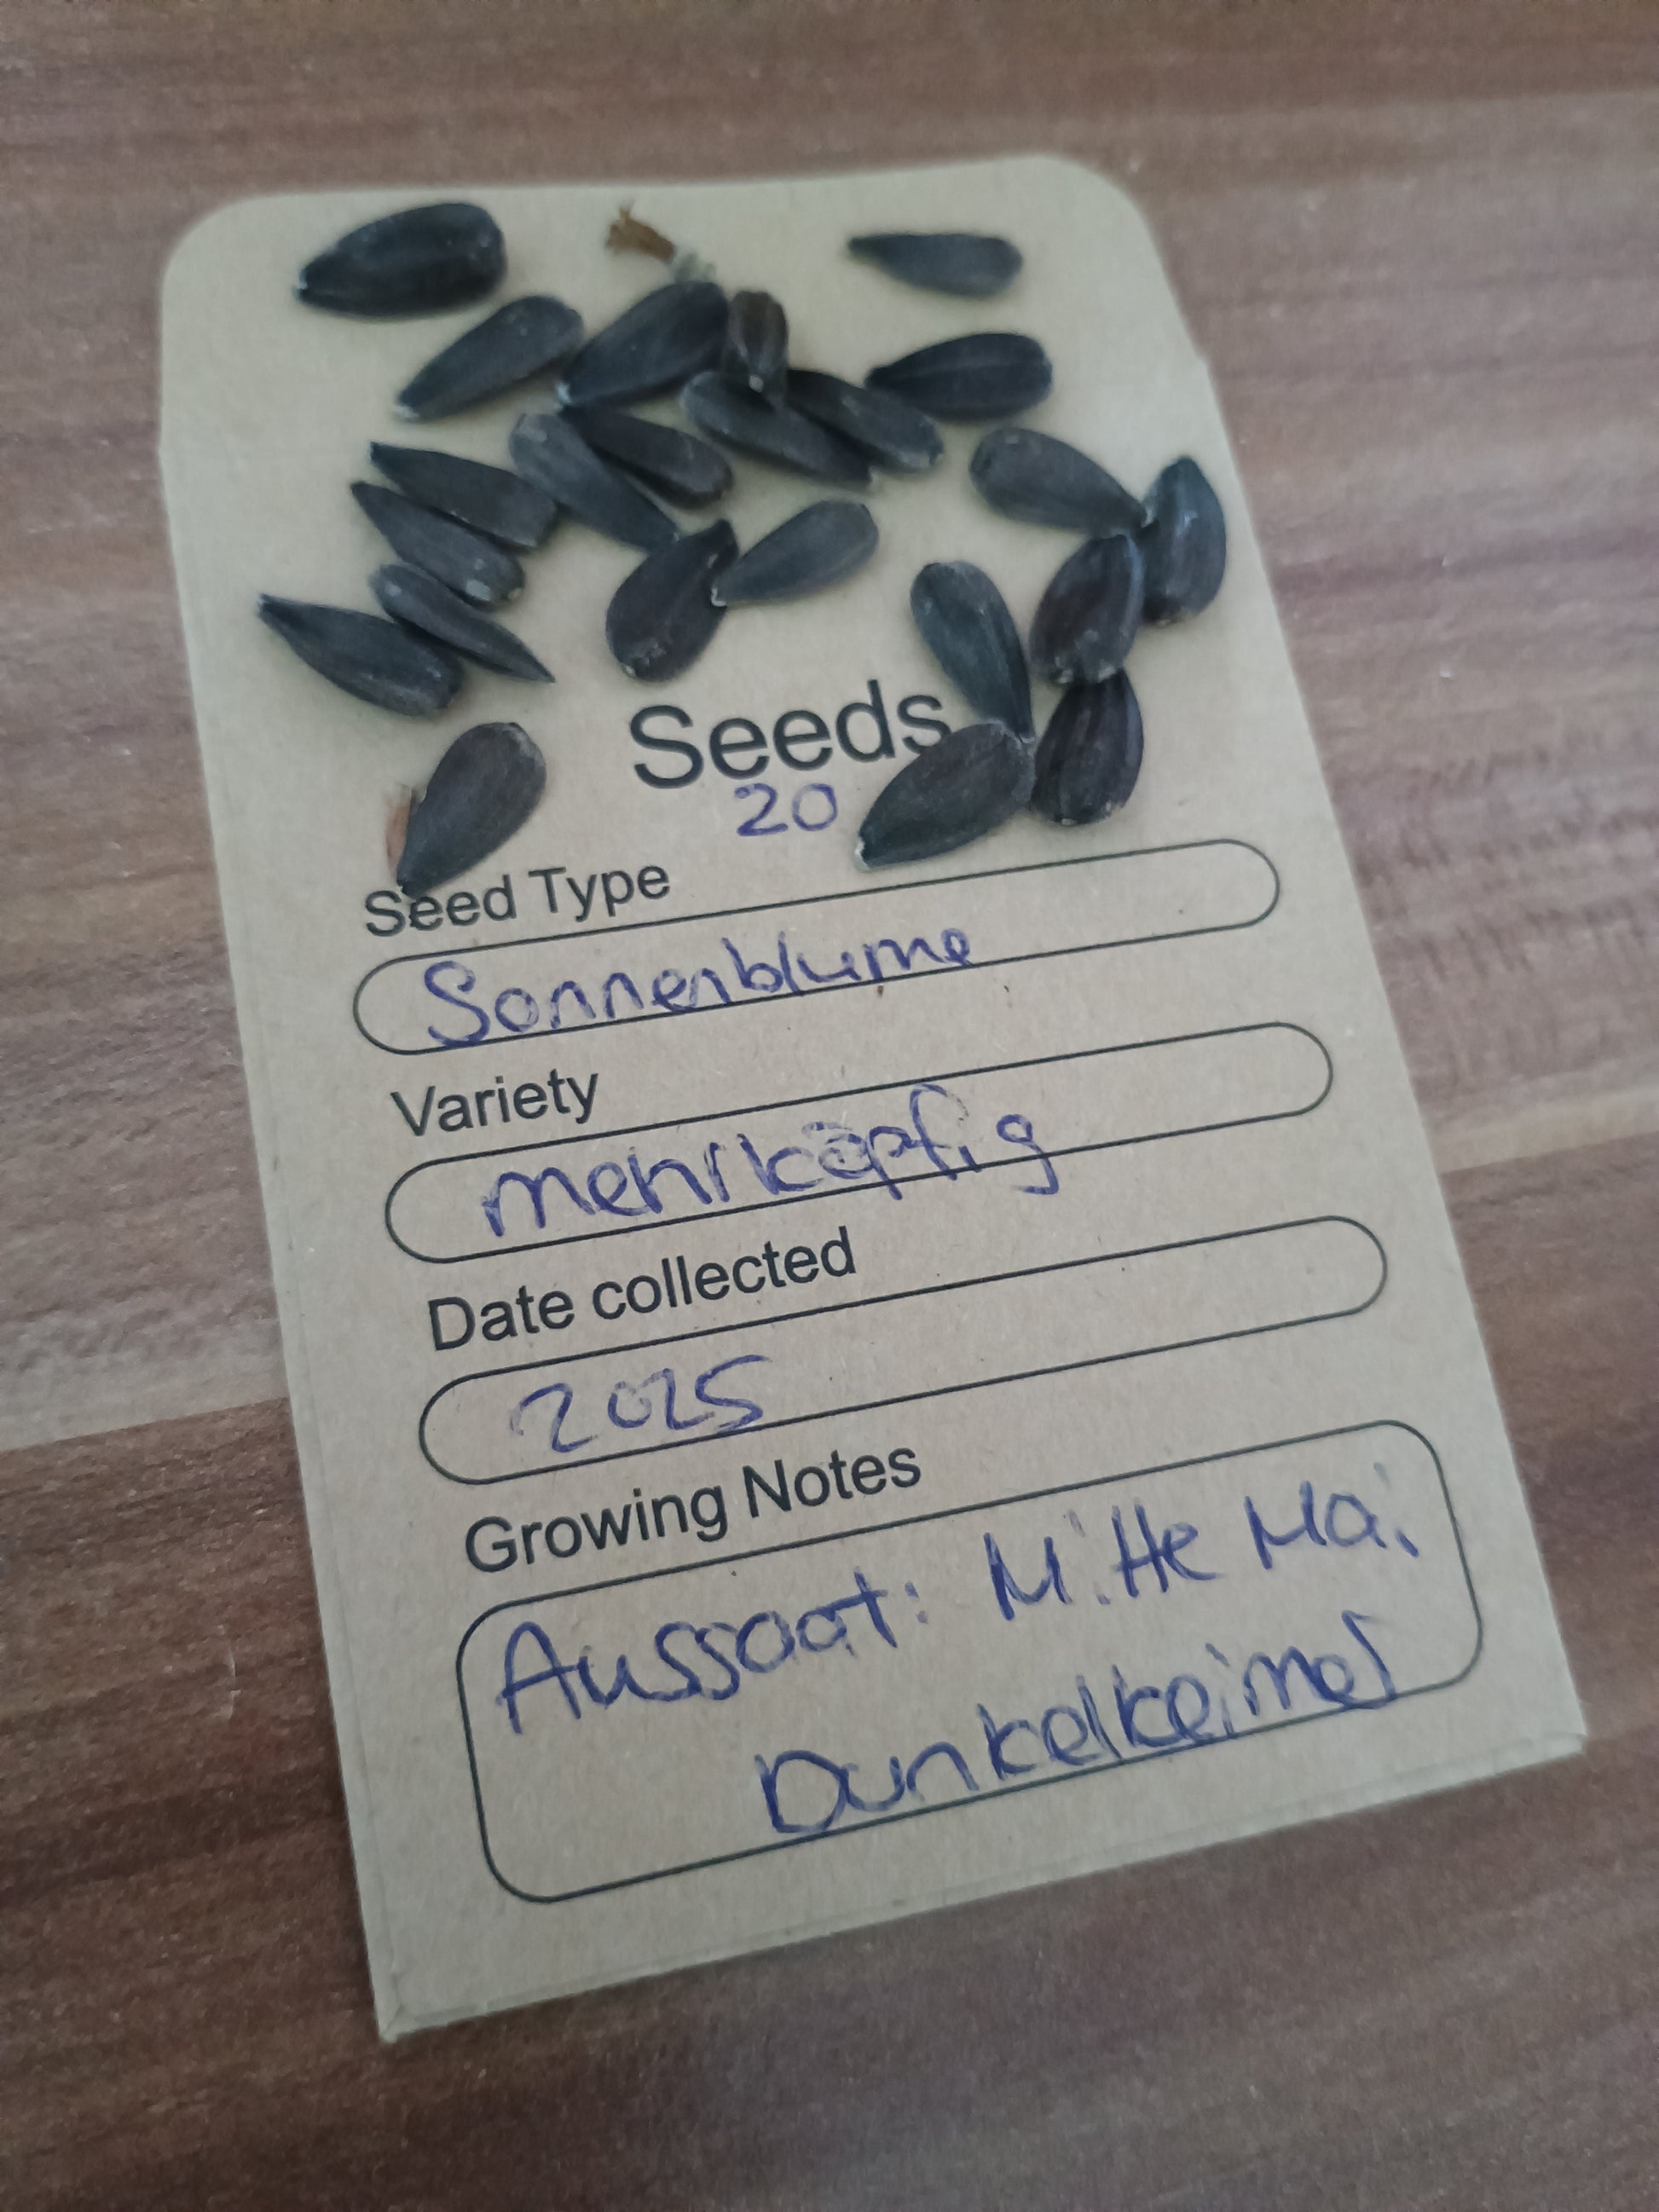 Seeds
20
Seed Type
Sonnenblume
Variety
mehrköpfig
Date collected
2025
Growing Notes
Aussaat: Mitte Mai
Dunkelkeimer